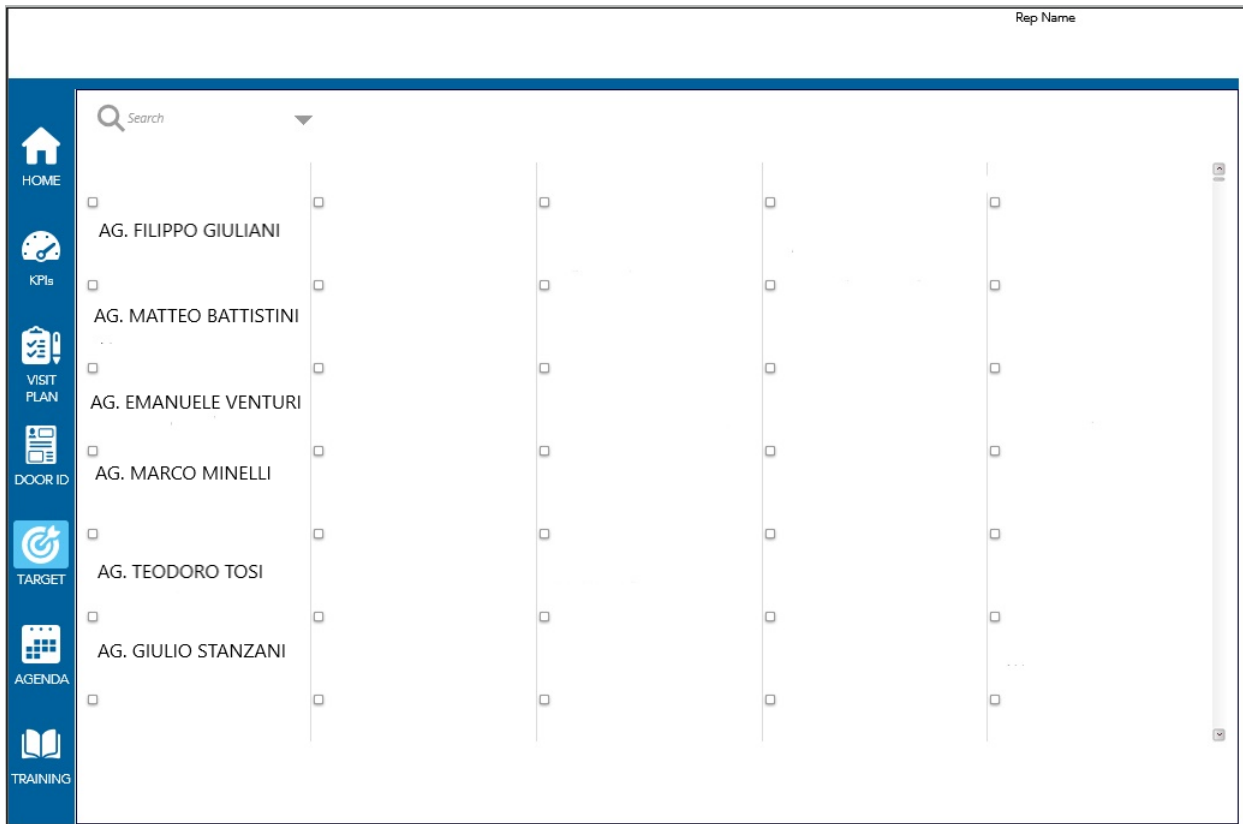 Rep Name
Search
HOME
KPIs
VISIT
PLAN
DOOR ID
TARGET
AGENDA
TRAINING
AG. FILIPPO GIULIANI
AG. MATTEO BATTISTINI
AG. EMANUELE VENTURI
AG. MARCO MINELLI
AG. TEODORO TOSI
AG. GIULIO STANZANI